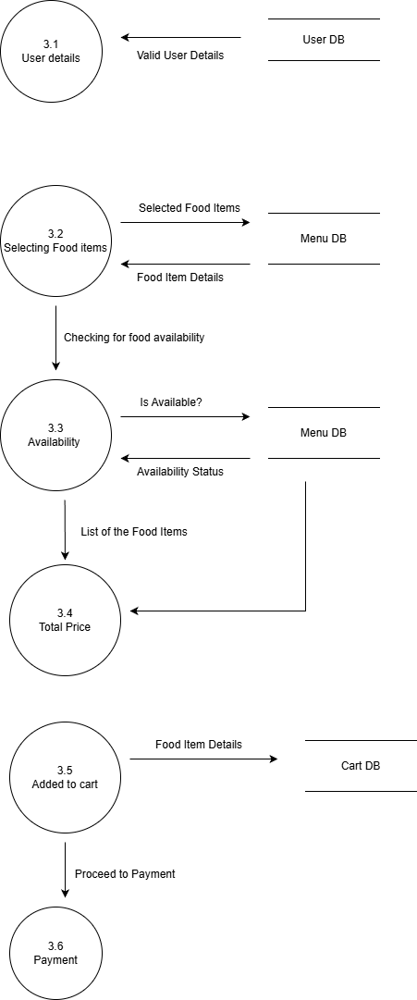 3.1
User details
Valid User Details
User DB
3.2
Selecting Food items
Selected Food Items
Menu DB
Food Item Details
Checking for food availability
3.3
Availability
Is Available?
Menu DB
Availability Status
List of the Food Items
3.4
Total Price
3.5
Added to cart
Food Item Details
Cart DB
Proceed to Payment
3.6
Payment